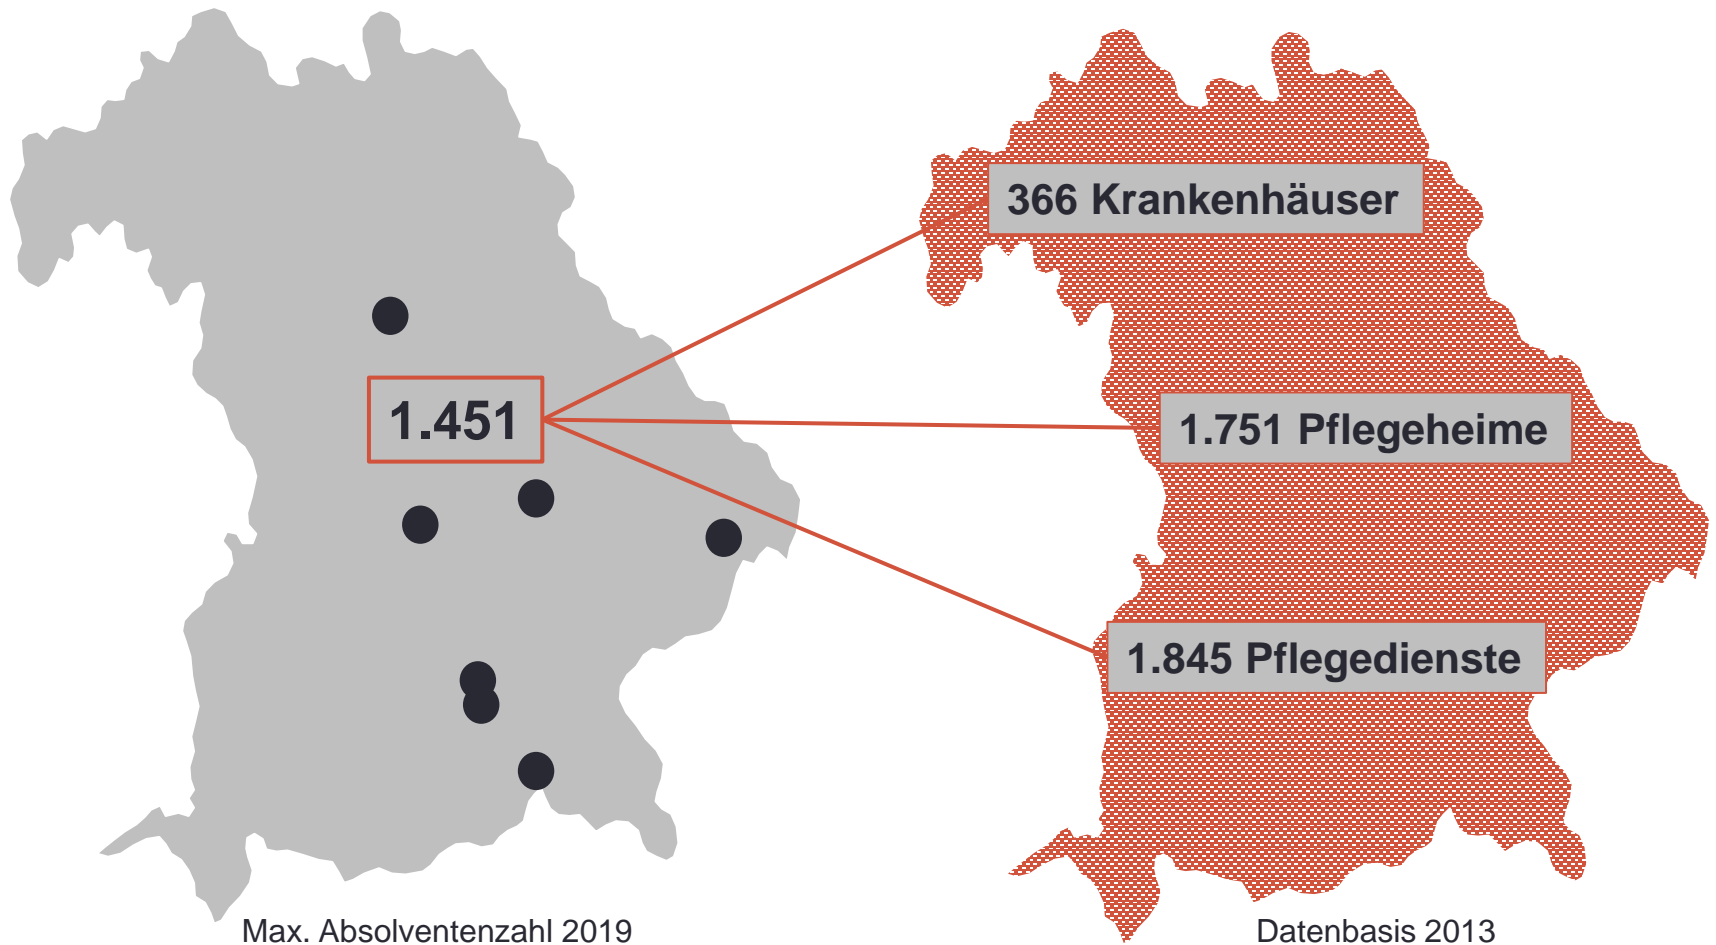 366 Krankenhäuser
1.451
1.751 Pflegeheime
1.845 Pflegedienste
Max. Absolventenzahl 2019
Datenbasis 2013